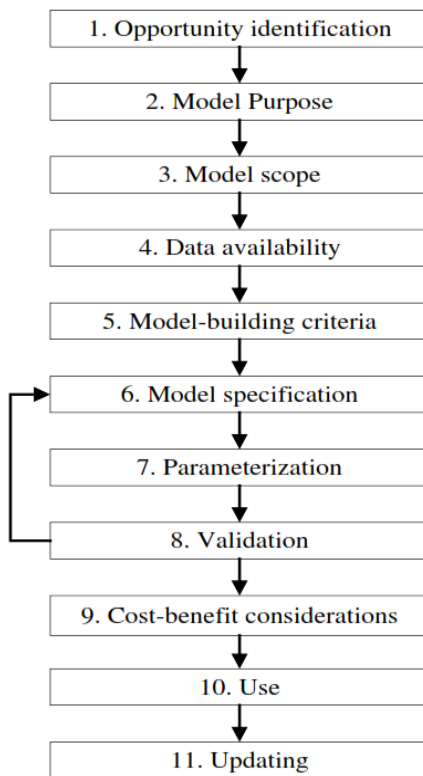 1. Opportunity identification
2. Model Purpose
3. Model scope
4. Data availability
5. Model-building criteria
6. Model specification
7. Parameterization
8. Validation
9. Cost-benefit considerations
10. Use
11. Updating